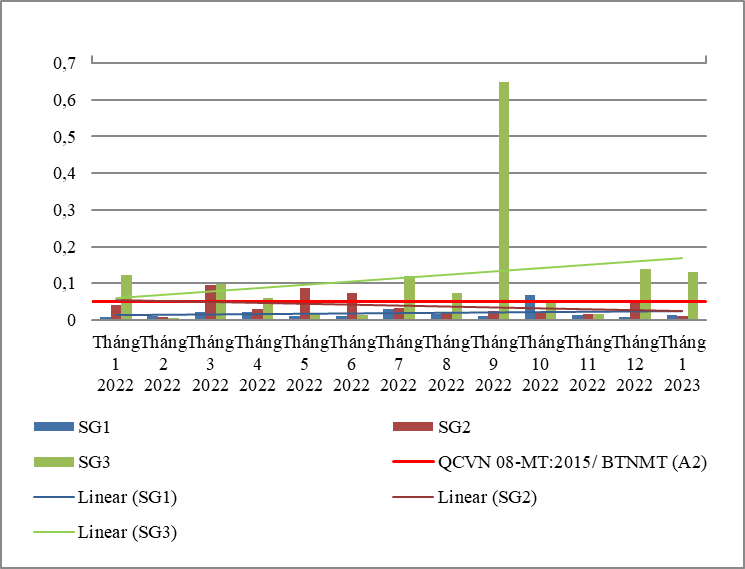 0,7
0,6
0,5
0,4
0,3
0,2
0,1
0
Tháng Tháng Tháng Tháng Tháng Tháng Tháng Tháng Tháng Tháng Tháng Tháng Tháng
1 2 3 4 5 6 7 8 9 10 11 12 1
2022 2022 2022 2022 2022 2022 2022 2022 2022 2022 2022 2022 2023
SG1 SG2
SG3 QCVN 08-MT:2015/ BTNMT (A2)
Linear (SG1) Linear (SG2)
Linear (SG3)